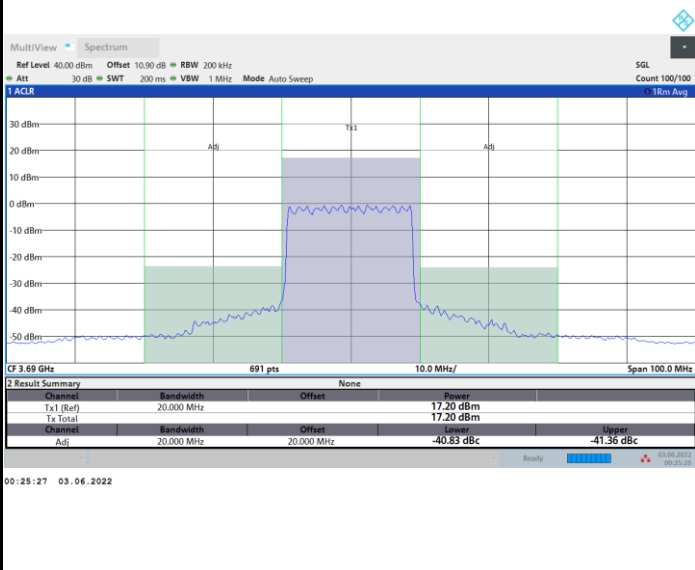 MultiView Spectrum
Ref Level 40.00 dBm Offset 10.90 dB RBW 200 kHz SGL
Att 30 dB SWT 200 ms VBW 1 MHz Mode Auto Sweep Count 100/100
1 ACLR 1Rm Avg
30 dBm
Tx1
20 dBm
Adj Adj
10 dBm
0 dBm
-10 dBm
-20 dBm
-30 dBm
-40 dBm
-50 dBm
CF 3.69 GHz 691 pts 10.0 MHz/ Span 100.0 MHz
2 Result Summary None
Channel Bandwidth Offset Power
Tx1 (Ref) 20.000 MHz 17.20 dBm
Tx Total 17.20 dBm
Channel Bandwidth Offset Lower Upper
Adj 20.000 MHz 20.000 MHz -40.83 dBc -41.36 dBc
Ready 03.06.2022
00:25:28
00:25:27 03.06.2022